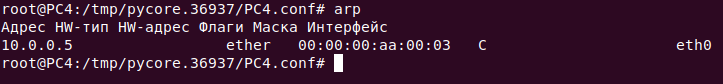 root@PC4:/tmp/pycore.36937/PC4.conf# arp
Адрес HW-тип HW-адрес Флаги Маска Интерфейс
10.0.0.5 ether 00:00:00:aa:00:03 C eth0
root@PC4:/tmp/pycore.36937/PC4.conf#